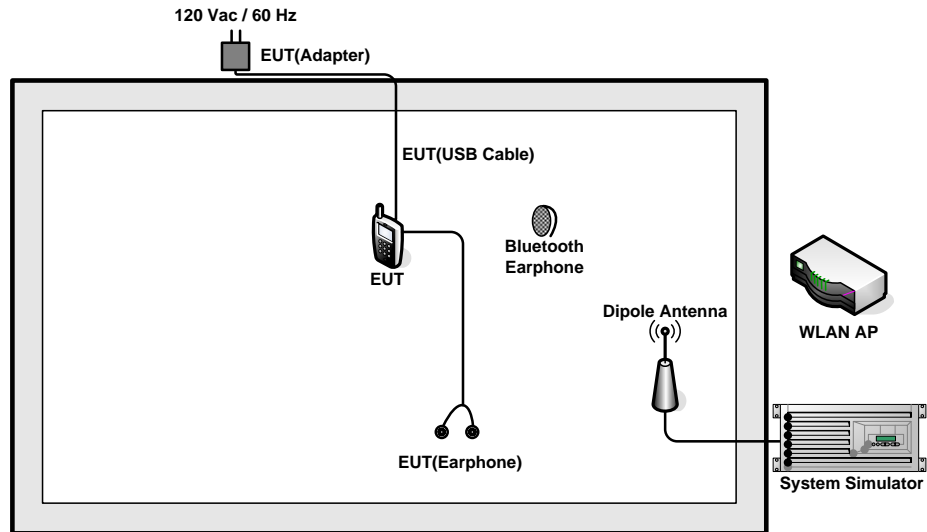 120 Vac / 60 Hz
EUT(Adapter)
EUT(USB Cable)
EUT
Bluetooth
Earphone
Dipole Antenna
WLAN AP
EUT(Earphone)
System Simulator